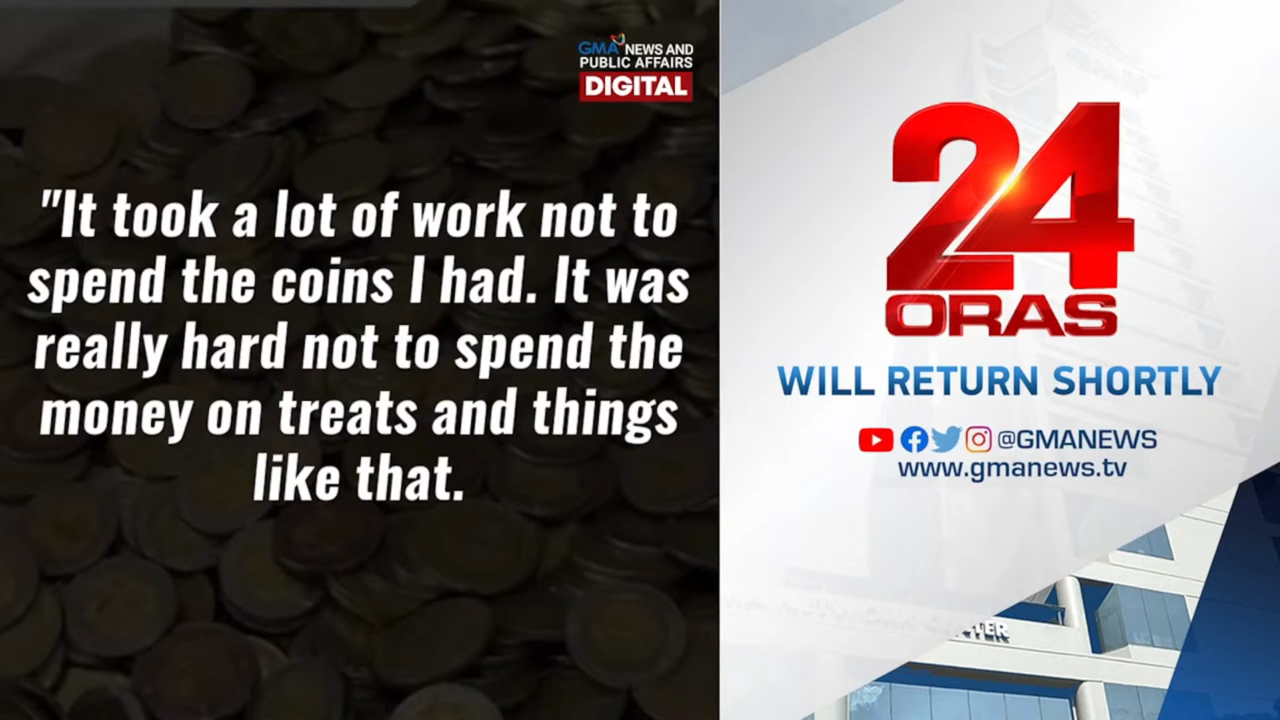 GMA NEWS AND
PUBLIC AFFAIRS
DIGITAL
"It took a lot of work not to
spend the coins I had. It was
really hard not to spend the
money on treats and things
like that.
24
ORAS
WILL RETURN SHORTLY
@GMANEWS
www.gmanews.tv